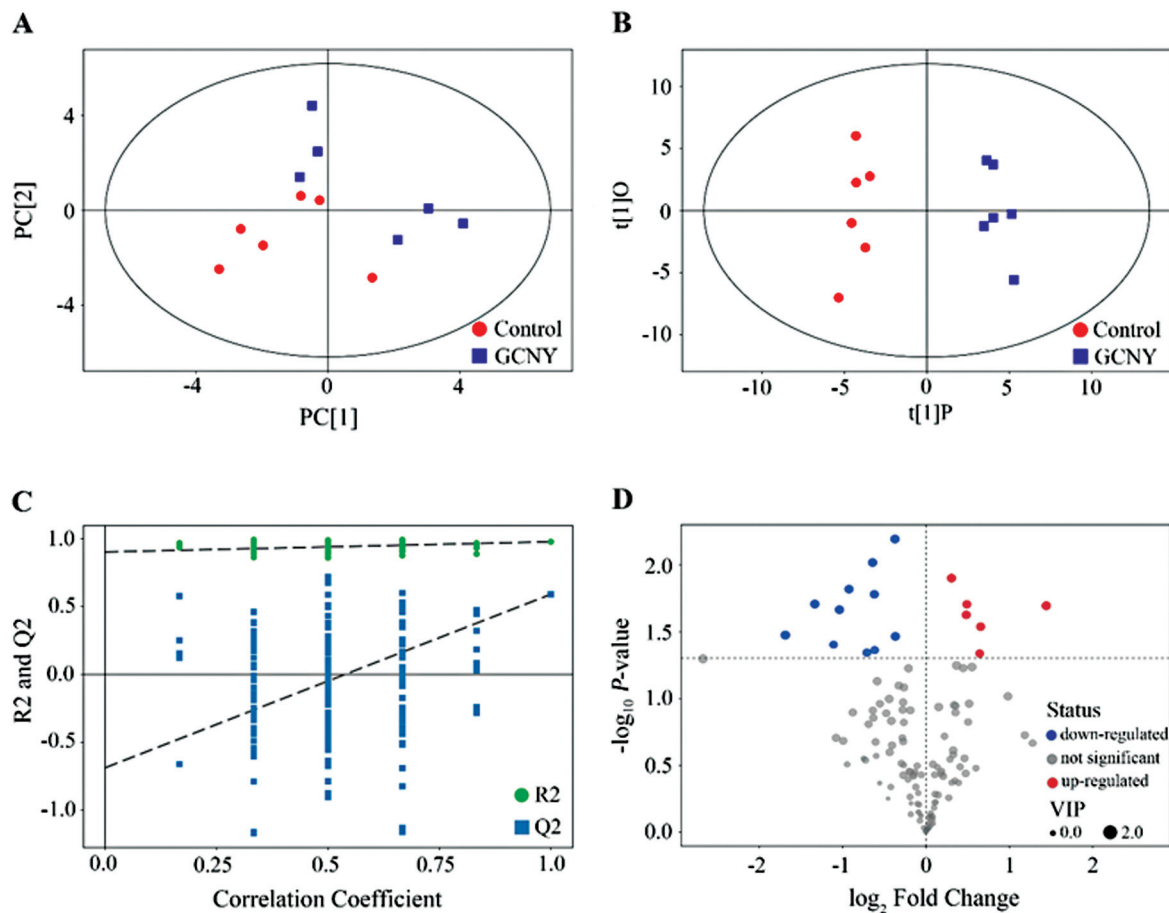 A
PC[2]
4
0
-4
-4
0
4
PC[1]
Control
GCNY
B
t[1]O
10
5
0
-5
-10
-10
-5
0
5
10
t[1]P
Control
GCNY
C
R2 and Q2
1.0
0.5
0.0
-0.5
-1.0
0.0
0.25
0.50
0.75
1.0
Correlation Coefficient
R2
Q2
D
-log10 P-value
2.0
1.5
1.0
0.5
0.0
-2
-1
0
1
2
log2 Fold Change
Status
down-regulated
not significant
up-regulated
VIP
0.0 2.0